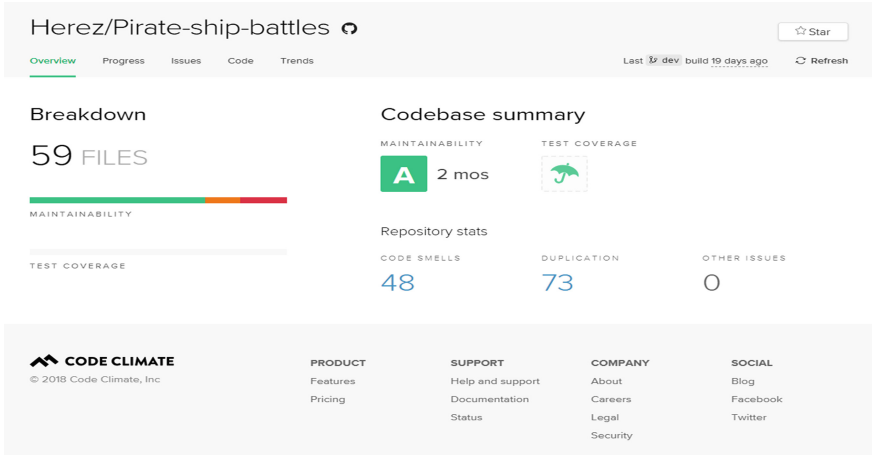 Herez/Pirate-ship-battles
Star
Overview Progress Issues Code Trends
Last dev build 19 days ago Refresh
Breakdown
59 FILES
MAINTAINABILITY
TEST COVERAGE
Codebase summary
MAINTAINABILITY TEST COVERAGE
A 2 mos
Repository stats
CODE SMELLS DUPLICATION OTHER ISSUES
48 73 0
CODE CLIMATE
© 2018 Code Climate, Inc
PRODUCT
Features
Pricing
SUPPORT
Help and support
Documentation
Status
COMPANY
About
Careers
Legal
Security
SOCIAL
Blog
Facebook
Twitter